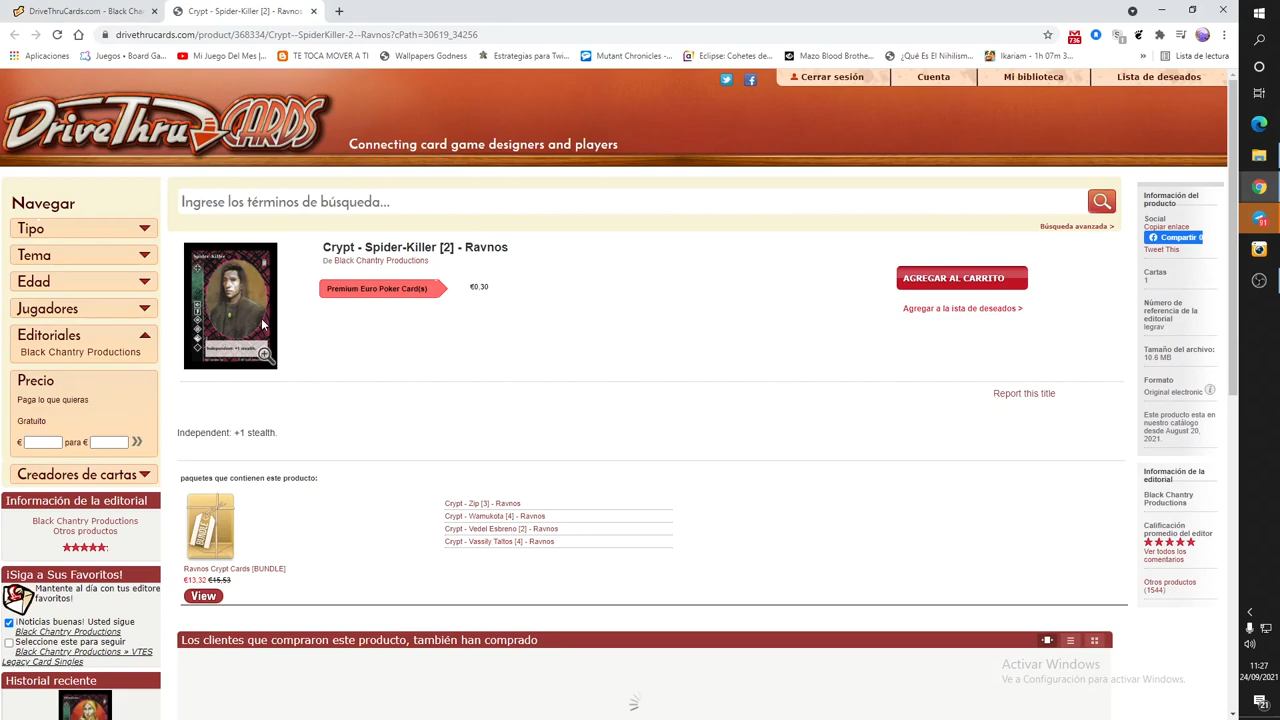 DriveThruCards.com - Black Cha
Crypt - Spider-Killer [2] - Ravnos
drivethrucards.com/product/368334/Crypt--Spider-Killer-2--Ravnos?cPath=30619_34256
736
Aplicaciones
Juegos • Board Ga...
Mi Juego Del Mes |...
TE TOCA MOVER A TI
Wallpapers Godness
Estrategias para Twi...
Mutant Chronicles -...
Eclipse: Cohetes de...
Mazo Blood Brothe...
¿Qué Es El Nihilism...
Ikariam - 1h 07m 3...
»
Lista de lectura
Cerrar sesión
Cuenta
Mi biblioteca
Lista de deseados
DriveThru CARDS
Connecting card game designers and players
Navegar
Tipo
Tema
Edad
Jugadores
Editoriales
Black Chantry Productions
Precio
Paga lo que quieras
Gratuito
€ para €
Creadores de cartas
Información de la editorial
Black Chantry Productions
Otros productos
¡Siga a Sus Favoritos!
Mantente al día con tus editore
favoritos!
¡Noticias buenas! Usted sigue
Black Chantry Productions
Seleccione este para seguir
Black Chantry Productions » VTES
Legacy Card Singles
Historial reciente
Ingrese los términos de búsqueda...
Búsqueda avanzada >
Spider-Killer
Independent: +1 stealth.
Crypt - Spider-Killer [2] - Ravnos
De Black Chantry Productions
Premium Euro Poker Card(s)
€0.30
AGREGAR AL CARRITO
Agregar a la ista de deseados >
Report this title
Independent: +1 stealth.
paquetes que contienen este producto:
BUNDLE
Ravnos Crypt Cards [BUNDLE]
€13.32 €15,53
View
Crypt - Zip [3] - Ravnos
Crypt - Wamukota [4] - Ravnos
Crypt - Vedel Esbreno [2] - Ravnos
Crypt - Vassily Taltos [4] - Ravnos
Los clientes que compraron este producto, también han comprado
Información del
producto
Social
Copiar enlace
Compartir 0
Tweet This
Cartas
1
Número de
referencia de la
editorial
legrav
Tamaño del archivo:
10.6 MB
Formato
Original electronic
Este producto esta en
nuestro catálogo
desde August 20,
2021.
Información de la
editorial
Black Chantry
Productions
Calificación
promedio del editor
Ver todos los
comentarios
Otros productos
(1544)
Activar Windows
Ve a Configuración para activar Windows.
91
11:27
24/09/2021
21